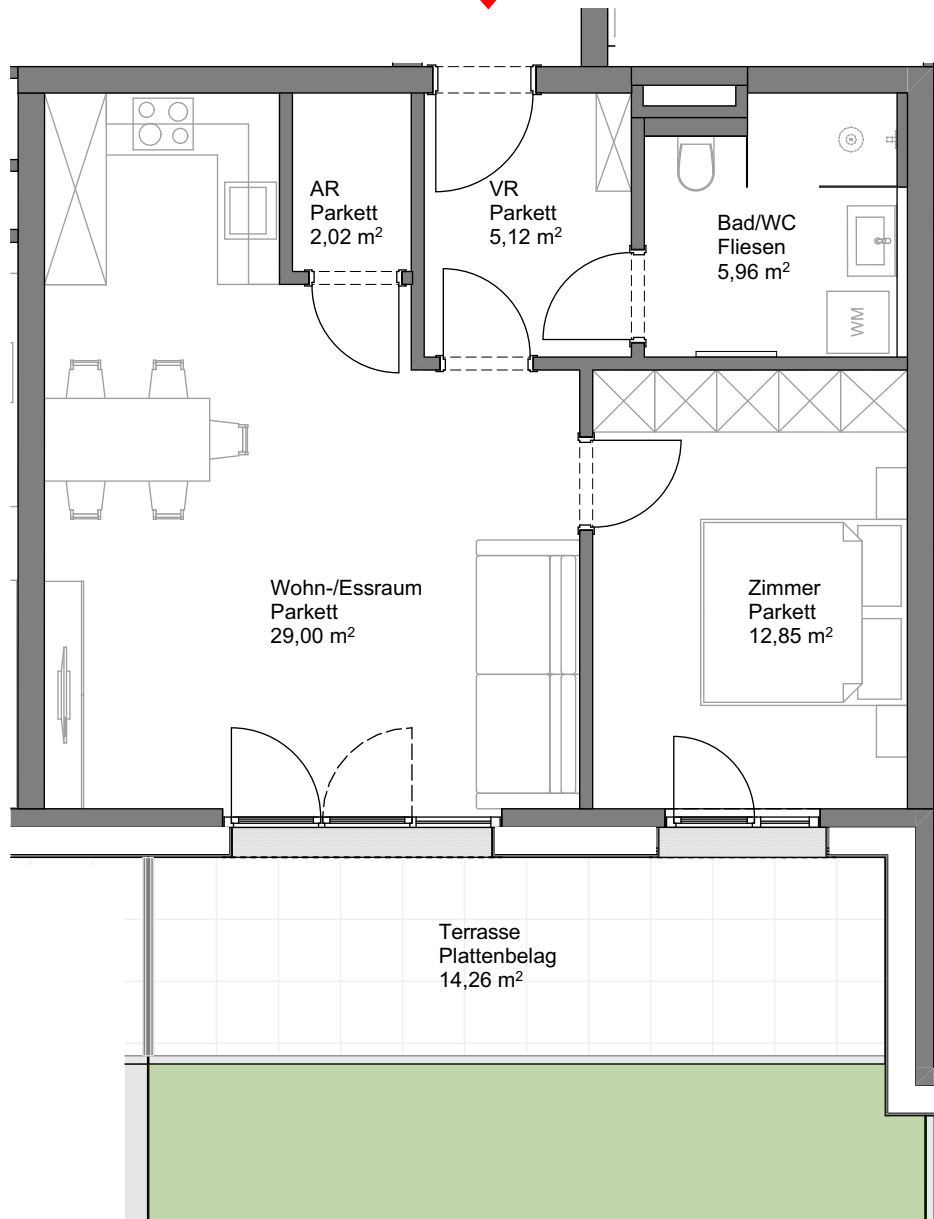 AR
Parkett
2,02 m²
VR
Parkett
5,12 m²
Bad/WC
Fliesen
5,96 m²
WM
Wohn-/Essraum
Parkett
29,00 m²
Zimmer
Parkett
12,85 m²
Terrasse
Plattenbelag
14,26 m²